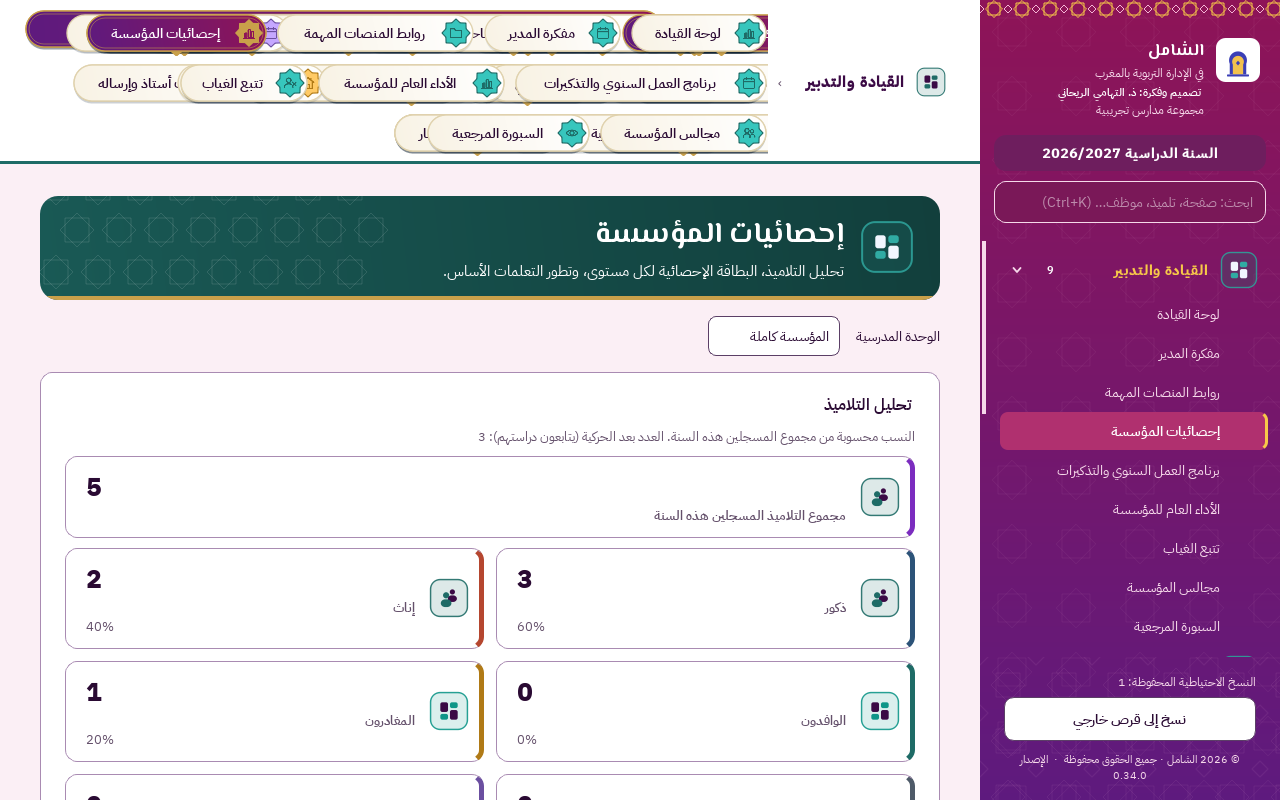 الشامل
في الإدارة التربوية بالمغرب
تصميم وفكرة: ذ. التهامي الريحاني
مجموعة مدارس تجريبية
السنة الدراسية 2026/2027
ابحث: صفحة، تلميذ، موظف... (Ctrl+K)
القيادة والتدبير 9
لوحة القيادة
مفكرة المدير
روابط المنصات المهمة
إحصائيات المؤسسة
برنامج العمل السنوي والتذكيرات
الأداء العام للمؤسسة
تتبع الغياب
مجالس المؤسسة
السبورة المرجعية
النسخ الاحتياطية المحفوظة: 1
نسخ إلى قرص خارجي
© 2026 الشامل · جميع الحقوق محفوظة · الإصدار
0.34.0
القيادة والتدبير ›
لوحة القيادة
مفكرة المدير
روابط المنصات المهمة
إحصائيات المؤسسة
برنامج العمل السنوي والتذكيرات
الأداء العام للمؤسسة
تتبع الغياب
أستاذ وإرساله
مجالس المؤسسة
السبورة المرجعية
إحصائيات المؤسسة
تحليل التلاميذ، البطاقة الإحصائية لكل مستوى، وتطور التعلمات الأساس.
الوحدة المدرسية
المؤسسة كاملة
تحليل التلاميذ
النسب محسوبة من مجموع المسجلين هذه السنة. العدد بعد الحركية (يتابعون دراستهم): 3
5
مجموع التلاميذ المسجلين هذه السنة
3
ذكور
60%
2
إناث
40%
0
الوافدون
0%
1
المغادرون
20%